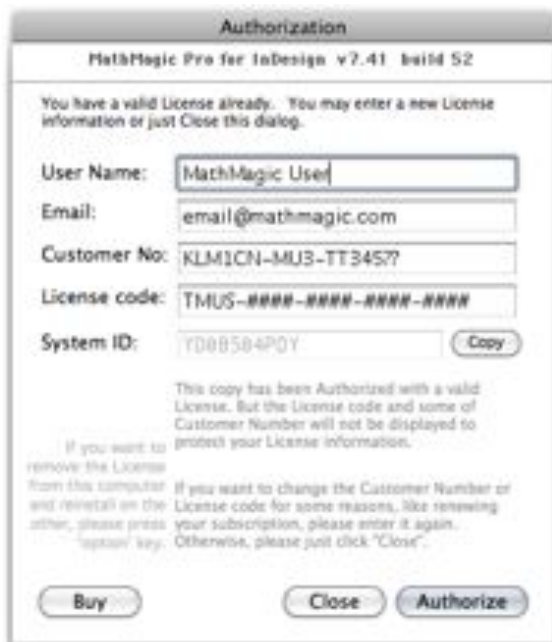 Authorization
MathMagic Pro for InDesign v7.41 build 52
You have a valid License already. You may enter a new License
information or just Close this dialog.
User Name: MathMagic User
Email: email@mathmagic.com
Customer No: KLM1CN-MU3-TT345??
License code: TMUS-####-####-####-####
System ID: YD0B504PDY Copy
This copy has been Authorized with a valid
License. But the License code and some of
Customer Number will not be displayed to
protect your License information.
If you want to
remove the License
from this computer
and reinstall on the
other, please press
'option' key.
If you want to change the Customer Number or
License code for some reasons, like renewing
your subscription, please enter it again.
Otherwise, please just click "Close".
Buy Close Authorize